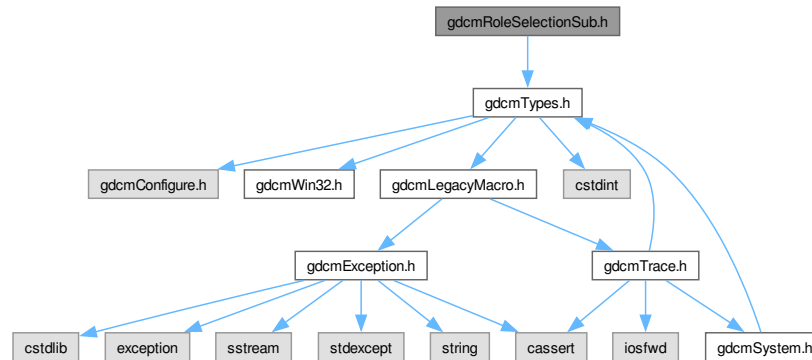 gdcmRoleSelectionSub.h
gdcmTypes.h
gdcmConfigure.h
gdcmWin32.h
gdcmLegacyMacro.h
cstdint
gdcmException.h
gdcmTrace.h
cstdlib
exception
sstream
stdexcept
string
cassert
iosfwd
gdcmSystem.h